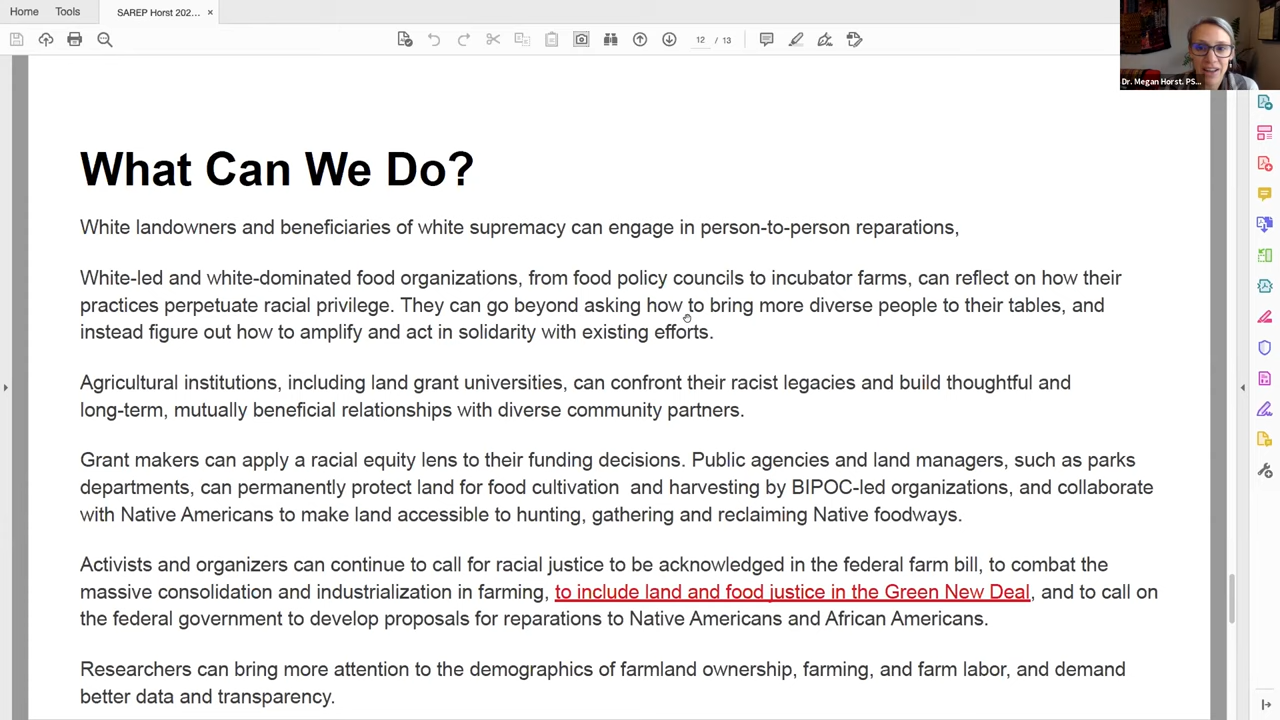 Home Tools SAREP Horst 202... ×
12 / 13
Dr. Megan Horst. PS...
What Can We Do?
White landowners and beneficiaries of white supremacy can engage in person-to-person reparations,
White-led and white-dominated food organizations, from food policy councils to incubator farms, can reflect on how their
practices perpetuate racial privilege. They can go beyond asking how to bring more diverse people to their tables, and
instead figure out how to amplify and act in solidarity with existing efforts.
Agricultural institutions, including land grant universities, can confront their racist legacies and build thoughtful and
long-term, mutually beneficial relationships with diverse community partners.
Grant makers can apply a racial equity lens to their funding decisions. Public agencies and land managers, such as parks
departments, can permanently protect land for food cultivation  and harvesting by BIPOC-led organizations, and collaborate
with Native Americans to make land accessible to hunting, gathering and reclaiming Native foodways.
Activists and organizers can continue to call for racial justice to be acknowledged in the federal farm bill, to combat the
massive consolidation and industrialization in farming, to include land and food justice in the Green New Deal, and to call on
the federal government to develop proposals for reparations to Native Americans and African Americans.
Researchers can bring more attention to the demographics of farmland ownership, farming, and farm labor, and demand
better data and transparency.